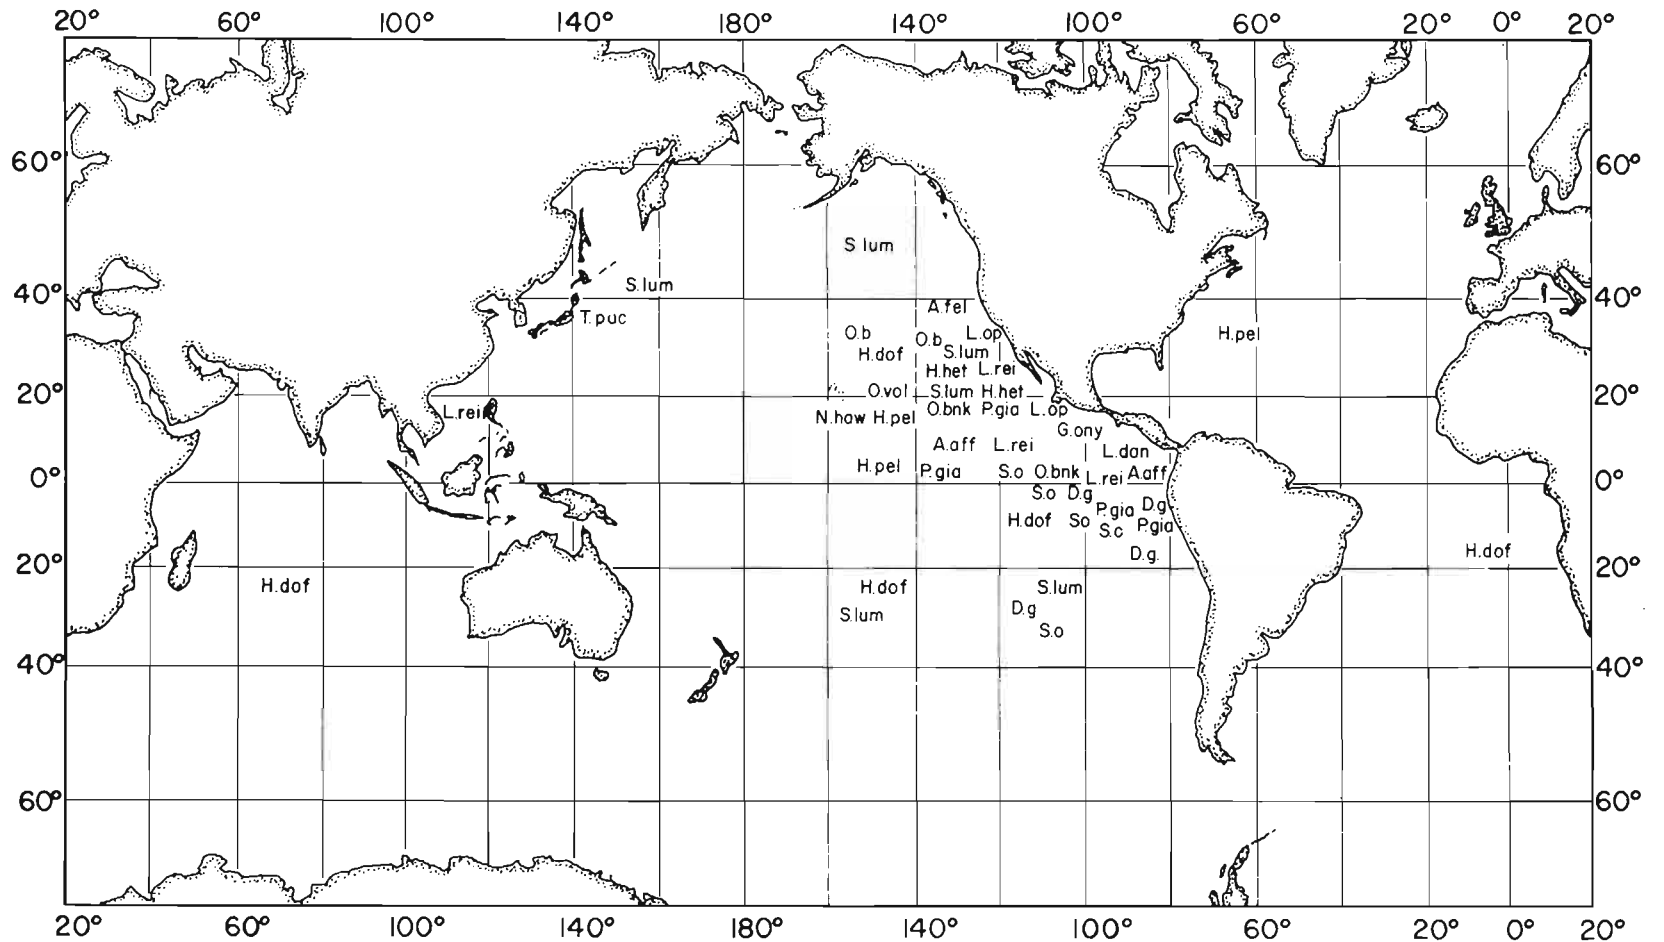 20° 60° 100° 140° 180° 140° 100° 60° 20° 0° 20°
60° 60°
S lum
S.lum
40° 40°
A.fel
T.puc
O.b O.b L.op H.pel
H.dof S.lum
H.het L.rei
O.vol S.lum H.het
20° 20°
L.rei O.bnk P.gia L.op
N.how H.pel
G.ony
A.aff L.rei L.dan
H.pel P.gia S.o O.bnk L.rei A.aff
0° 0°
S.o D.g
P.gia D.g
H.dof So S.c P.gia
D.g. H.dof
20° 20°
H.dof H.dof S.lum
S.lum D.g
S.o
40° 40°
60° 60°
20° 60° 100° 140° 180° 140° 100° 60° 20° 0° 20°